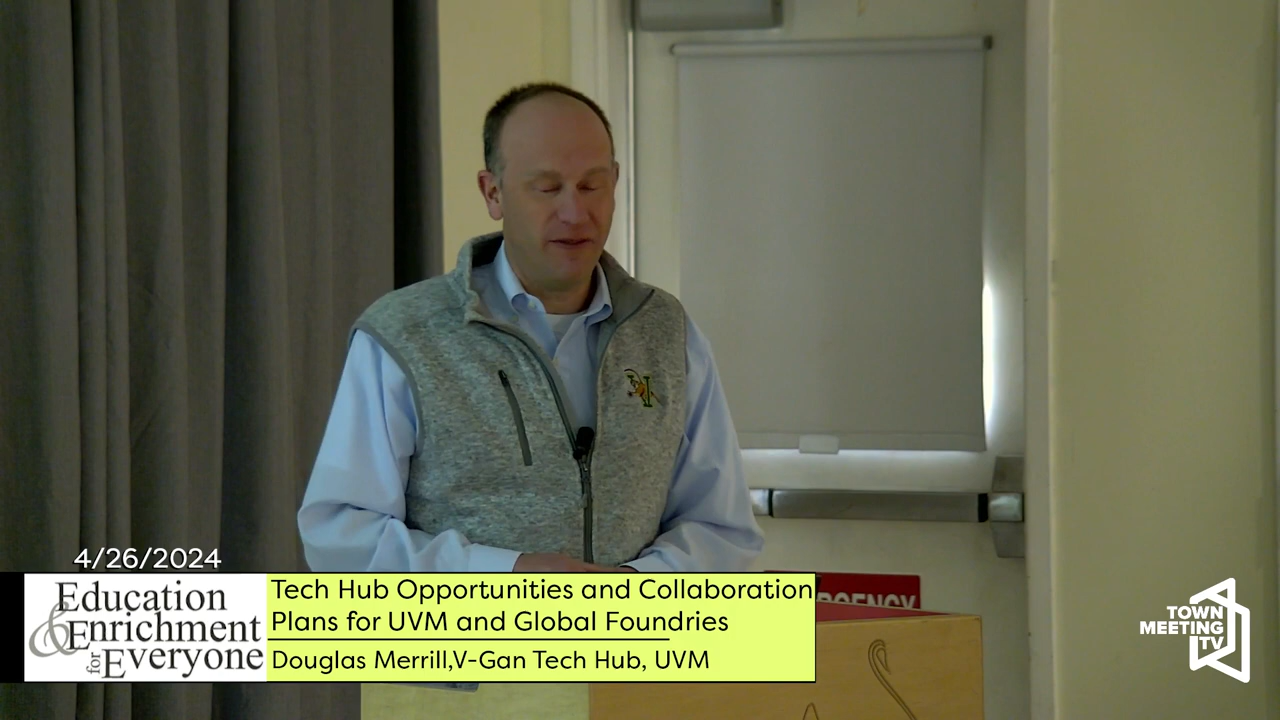 4/26/2024
Education
& Enrichment
for Everyone
Tech Hub Opportunities and Collaboration
Plans for UVM and Global Foundries
Douglas Merrill,V-Gan Tech Hub, UVM
EMERGENCY
TOWN
MEETING
TV
V